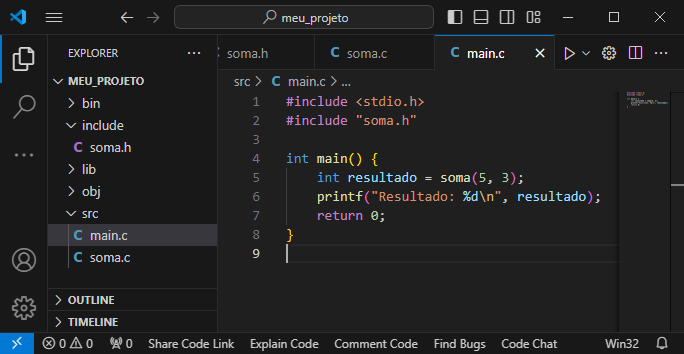 meu_projeto
EXPLORER
MEU_PROJETO
bin
include
soma.h
lib
obj
src
main.c
soma.c
OUTLINE
TIMELINE
soma.h soma.c main.c
src > main.c > ...
1 #include <stdio.h>
2 #include "soma.h"
3
4 int main() {
5 int resultado = soma(5, 3);
6 printf("Resultado: %d\n", resultado);
7 return 0;
8 }
9
0 0 0 Share Code Link Explain Code Comment Code Find Bugs Code Chat Win32